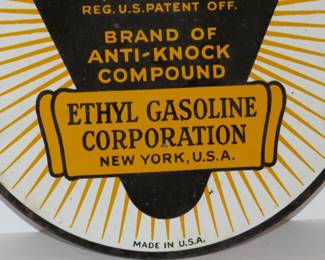 REG. U.S. PATENT OFF.
BRAND OF
ANTI-KNOCK
COMPOUND
ETHYL GASOLINE
CORPORATION
NEW YORK, U.S.A.
MADE IN U.S.A.